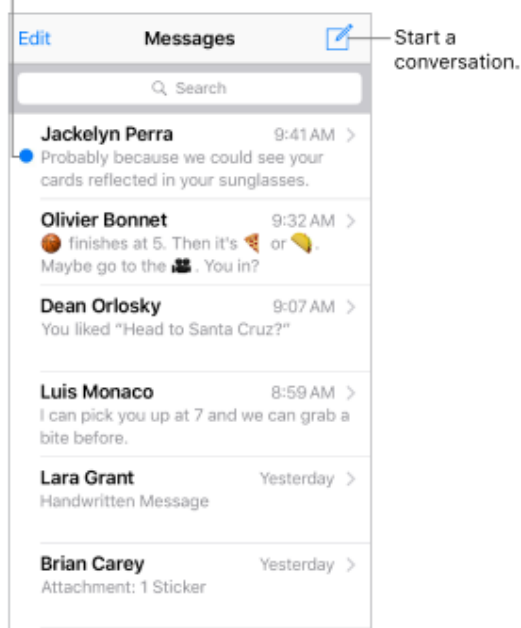 Edit Messages
Start a
conversation.
Search
Jackelyn Perra 9:41 AM
Probably because we could see your
cards reflected in your sunglasses.
Olivier Bonnet 9:32 AM
🏀 finishes at 5. Then it's 🍕 or 🌮.
Maybe go to the 🎥. You in?
Dean Orlosky 9:07 AM
You liked “Head to Santa Cruz?”
Luis Monaco 8:59 AM
I can pick you up at 7 and we can grab a
bite before.
Lara Grant Yesterday
Handwritten Message
Brian Carey Yesterday
Attachment: 1 Sticker